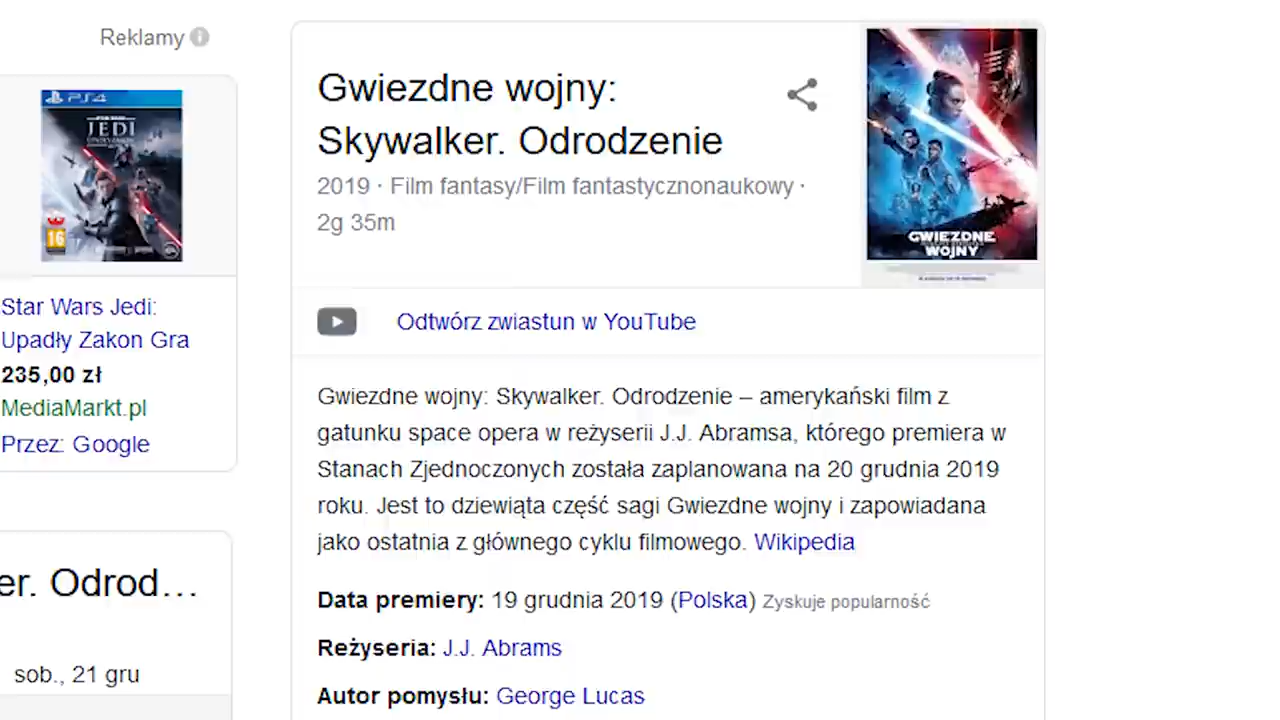 Reklamy
PS4
JEDI
16
Star Wars Jedi:
Upadły Zakon Gra
235,00 zł
MediaMarkt.pl
Przez: Google
er. Odrod…
sob., 21 gru
Gwiezdne wojny:
Skywalker. Odrodzenie
2019 · Film fantasy/Film fantastycznonaukowy ·
2g 35m
GWIEZDNE
WOJNY
Odtwórz zwiastun w YouTube
Gwiezdne wojny: Skywalker. Odrodzenie – amerykański film z
gatunku space opera w reżyserii J.J. Abramsa, którego premiera w
Stanach Zjednoczonych została zaplanowana na 20 grudnia 2019
roku. Jest to dziewiąta część sagi Gwiezdne wojny i zapowiadana
jako ostatnia z głównego cyklu filmowego. Wikipedia
Data premiery: 19 grudnia 2019 (Polska) Zyskuje popularność
Reżyseria: J.J. Abrams
Autor pomysłu: George Lucas